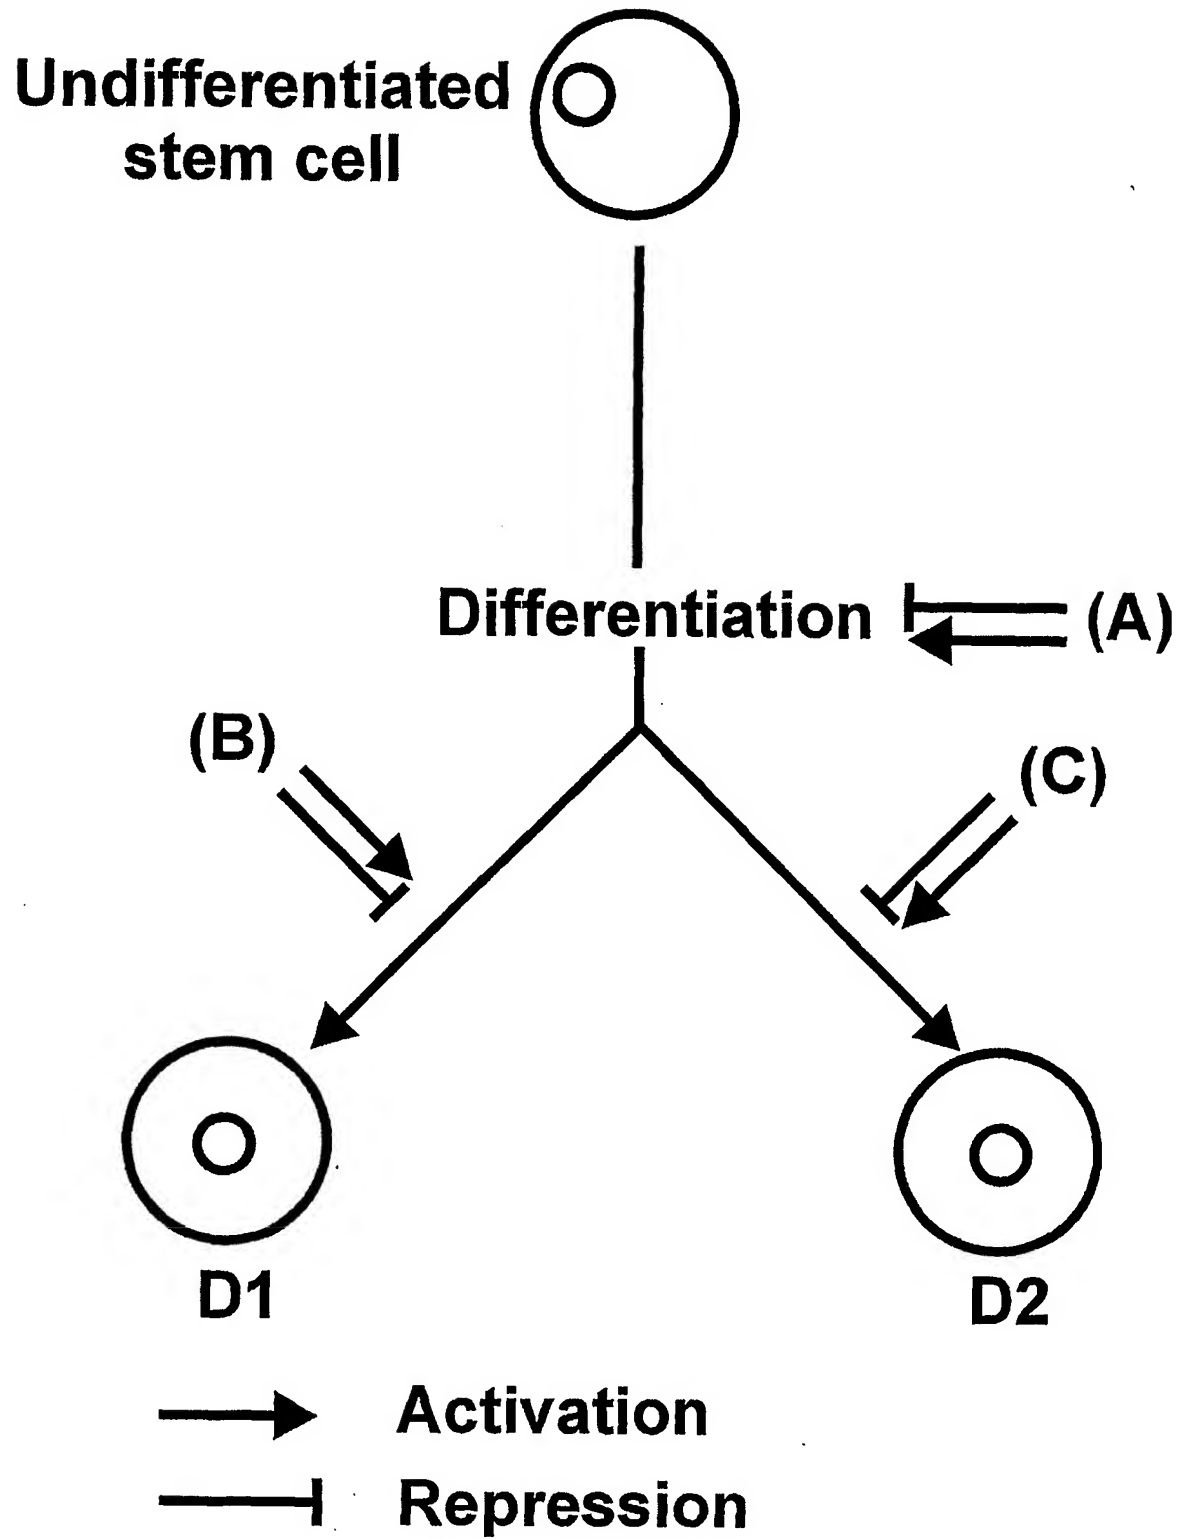 Undifferentiated
stem cell
Differentiation
(A)
(B)
(C)
D1
D2
Activation
Repression